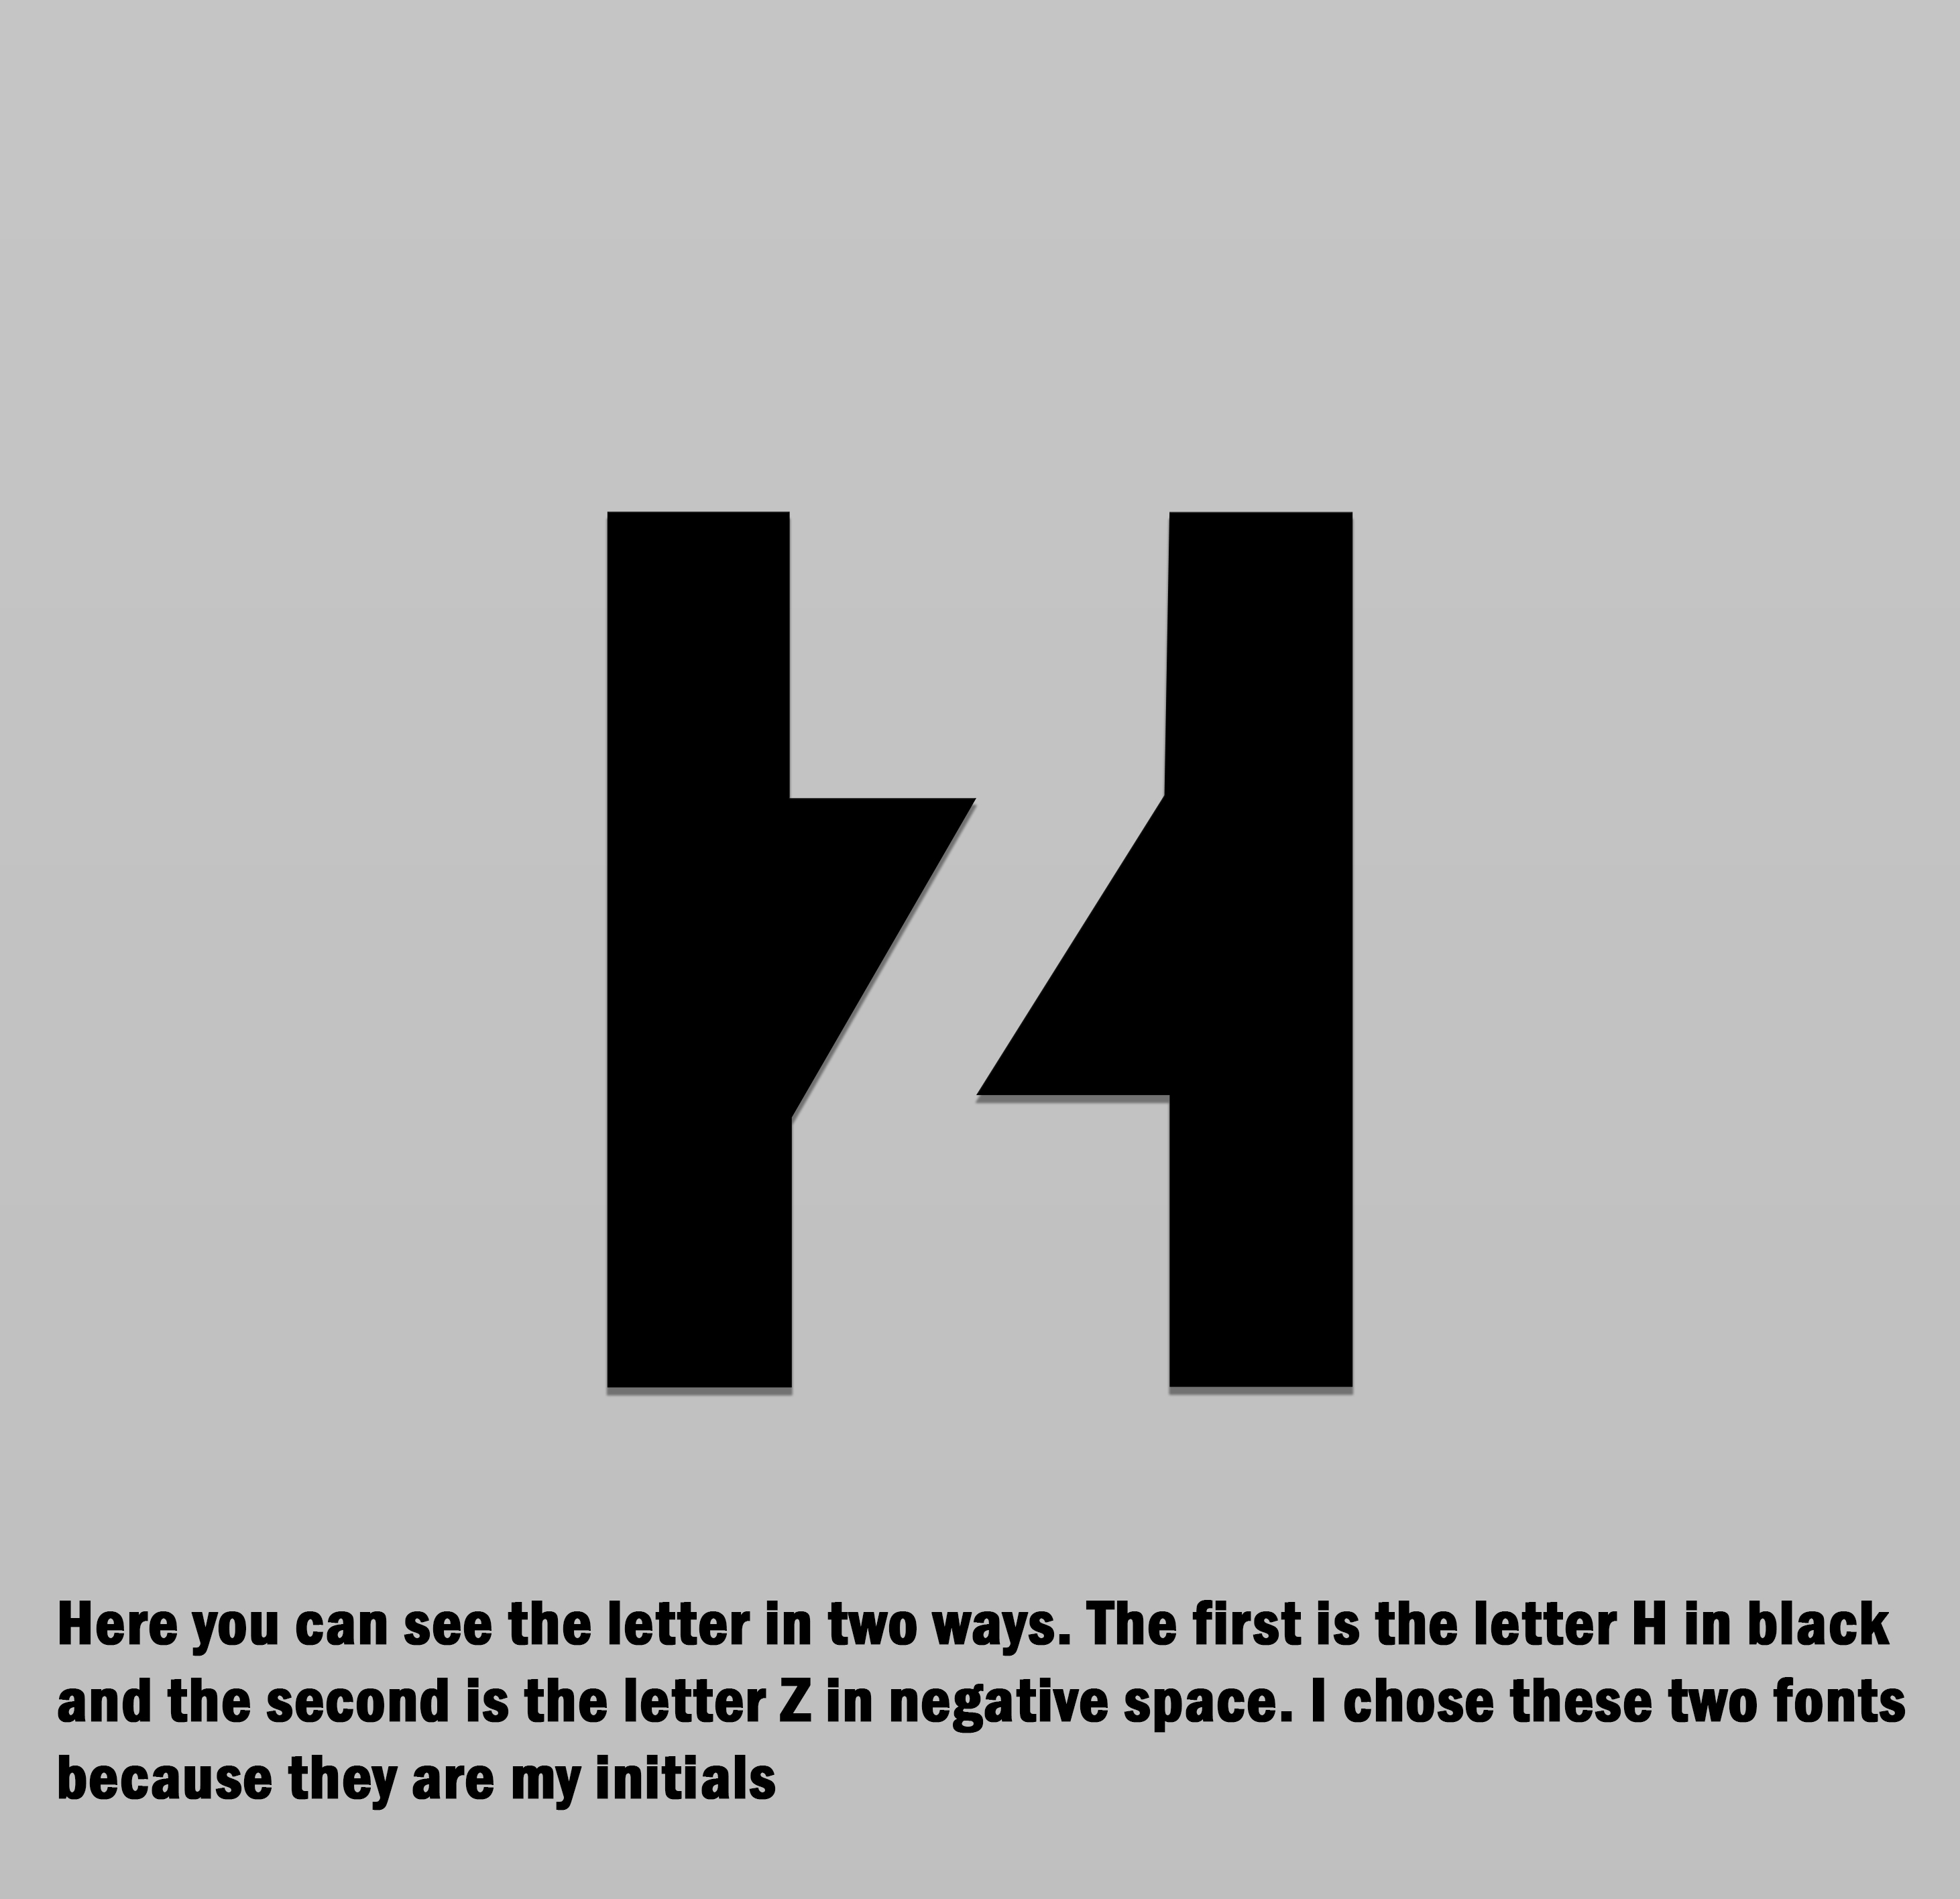 H
Here you can see the letter in two ways. The first is the letter H in black
and the second is the letter Z in negative space. I chose these two fonts
because they are my initials